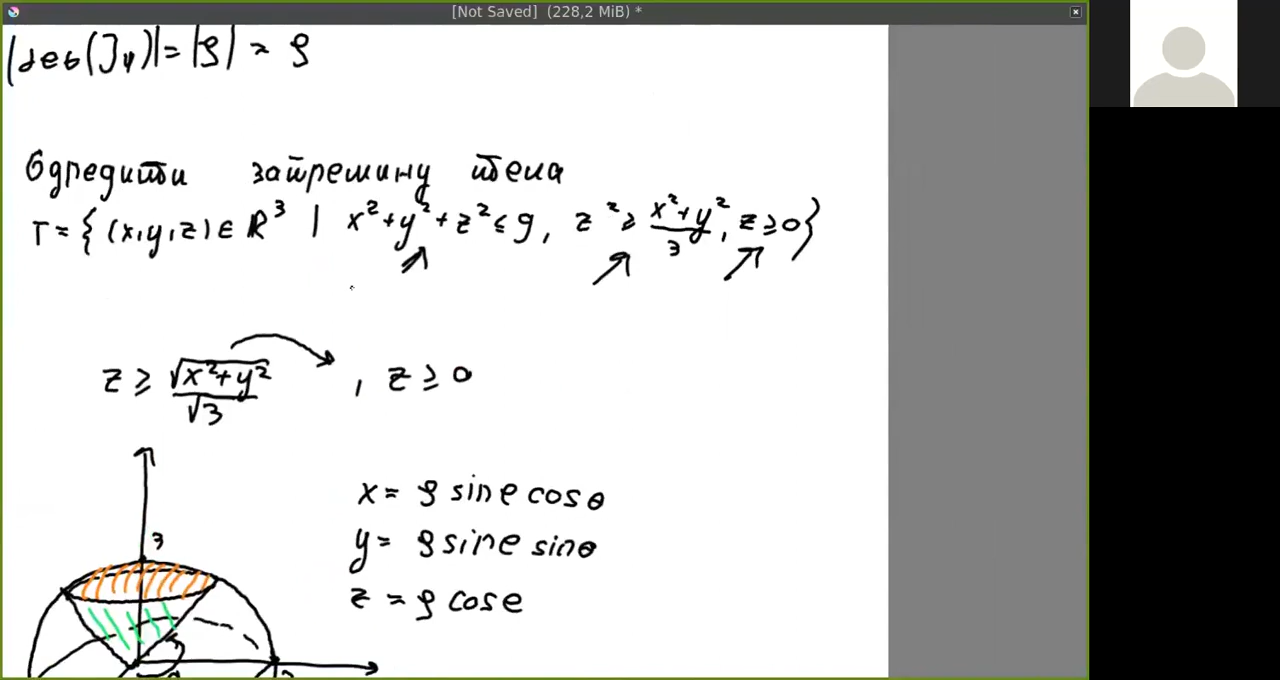 [Not Saved] (228,2 MiB) *
|det(Jψ)| = |ρ| = ρ
Одредити запремину тела
T = {(x,y,z) ∈ ℝ³ | x² + y² + z² ≤ 9, z² ≥ (x²+y²)/3, z ≥ 0}
z ≥ √(x²+y²)/√3 , z ≥ 0
x = ρ sinφ cosθ
y = ρ sinφ sinθ
z = ρ cosφ
3